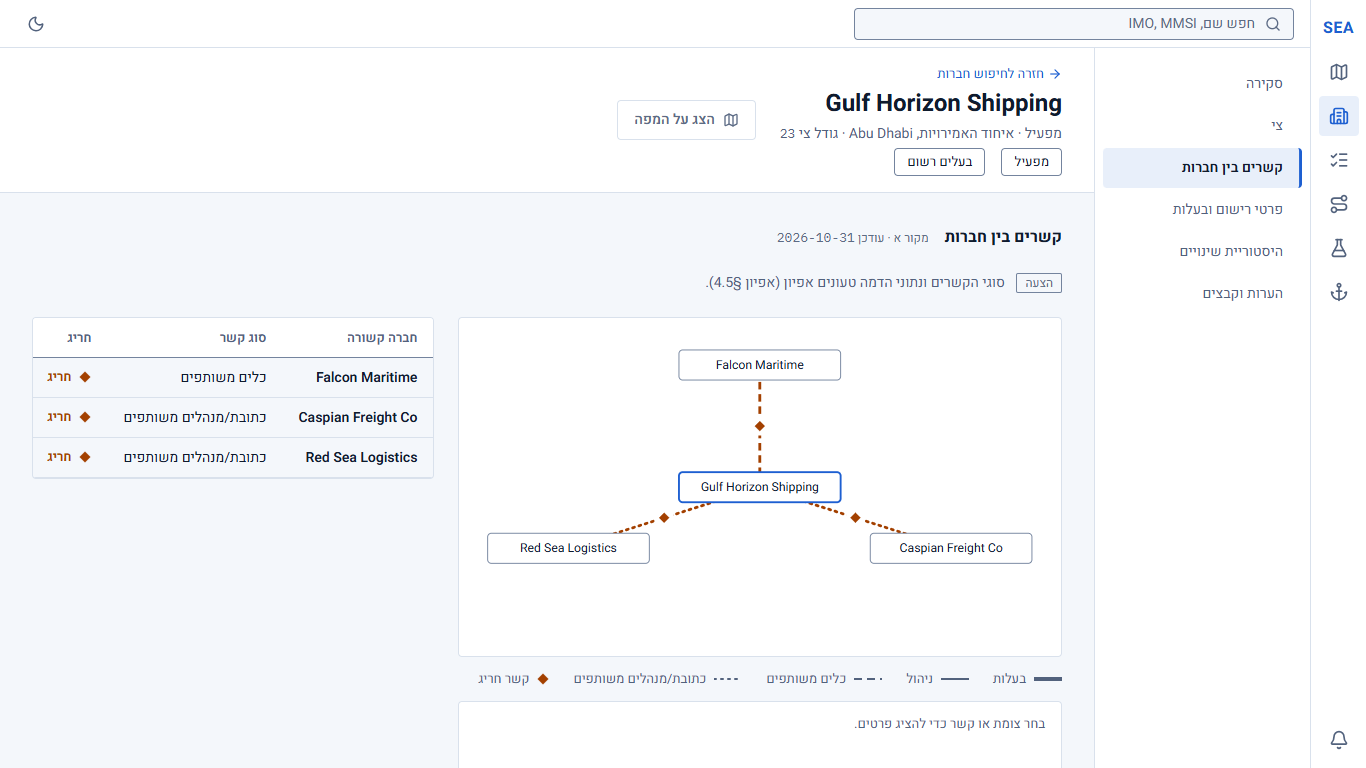 SEA
חפש שם, IMO, MMSI
סקירה
צי
קשרים בין חברות
פרטי רישום ובעלות
היסטוריית שינויים
הערות וקבצים
חזרה לחיפוש חברות
Gulf Horizon Shipping
מפעיל · איחוד האמירויות, Abu Dhabi · גודל צי 23
מפעיל
בעלים רשום
הצג על המפה
קשרים בין חברות
מקור א · עודכן 2026-10-31
הצעה
סוגי הקשרים ונתוני הדמה טעונים אפיון (אפיון §4.5).
Falcon Maritime
Gulf Horizon Shipping
Red Sea Logistics
Caspian Freight Co
בעלות
ניהול
כלים משותפים
כתובת/מנהלים משותפים
קשר חריג
בחר צומת או קשר כדי להציג פרטים.
חברה קשורה סוג קשר חריג
Falcon Maritime כלים משותפים חריג
Caspian Freight Co כתובת/מנהלים משותפים חריג
Red Sea Logistics כתובת/מנהלים משותפים חריג